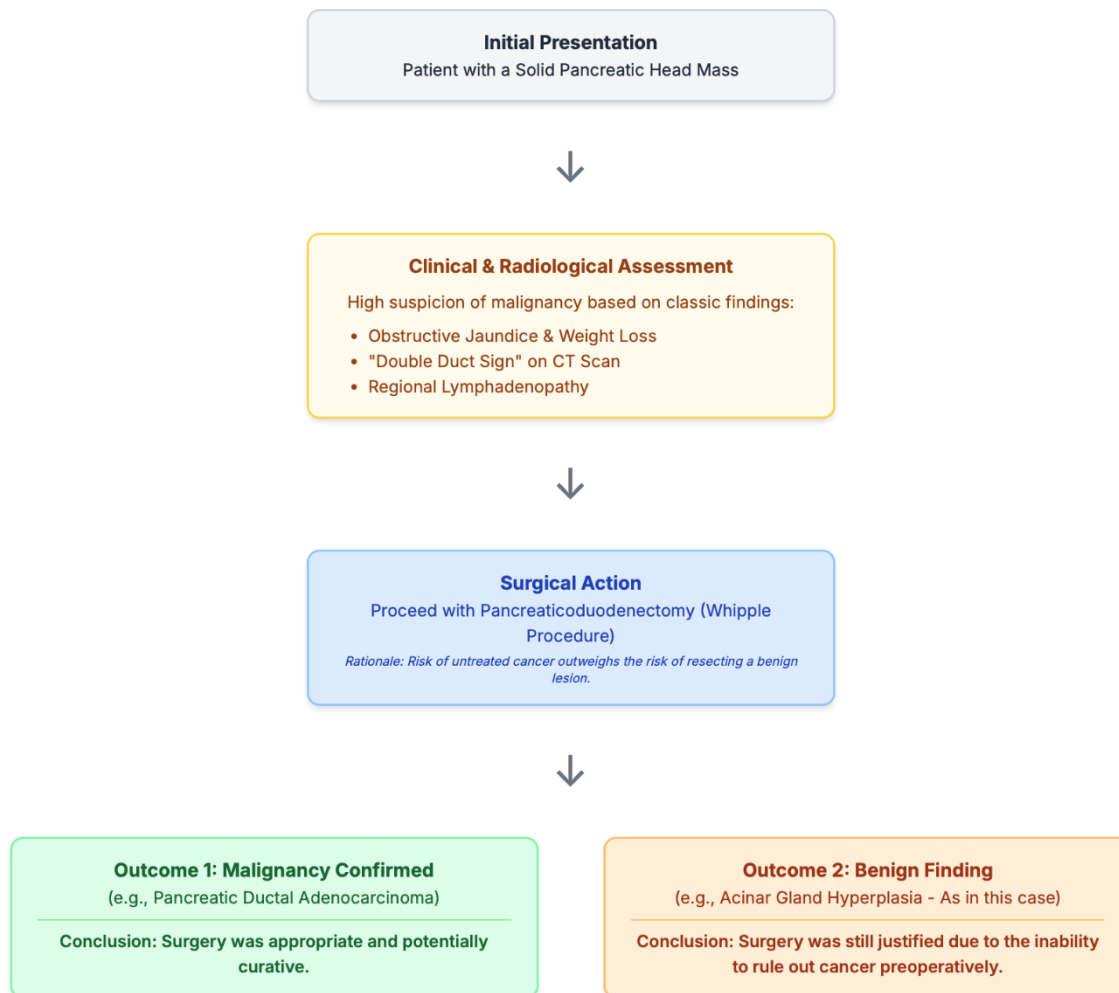 Initial Presentation
Patient with a Solid Pancreatic Head Mass
Clinical & Radiological Assessment
High suspicion of malignancy based on classic findings:
• Obstructive Jaundice & Weight Loss
• "Double Duct Sign" on CT Scan
• Regional Lymphadenopathy
Surgical Action
Proceed with Pancreaticoduodenectomy (Whipple
Procedure)
Rationale: Risk of untreated cancer outweighs the risk of resecting a benign
lesion.
Outcome 1: Malignancy Confirmed
(e.g., Pancreatic Ductal Adenocarcinoma)
Conclusion: Surgery was appropriate and potentially
curative.
Outcome 2: Benign Finding
(e.g., Acinar Gland Hyperplasia - As in this case)
Conclusion: Surgery was still justified due to the inability
to rule out cancer preoperatively.